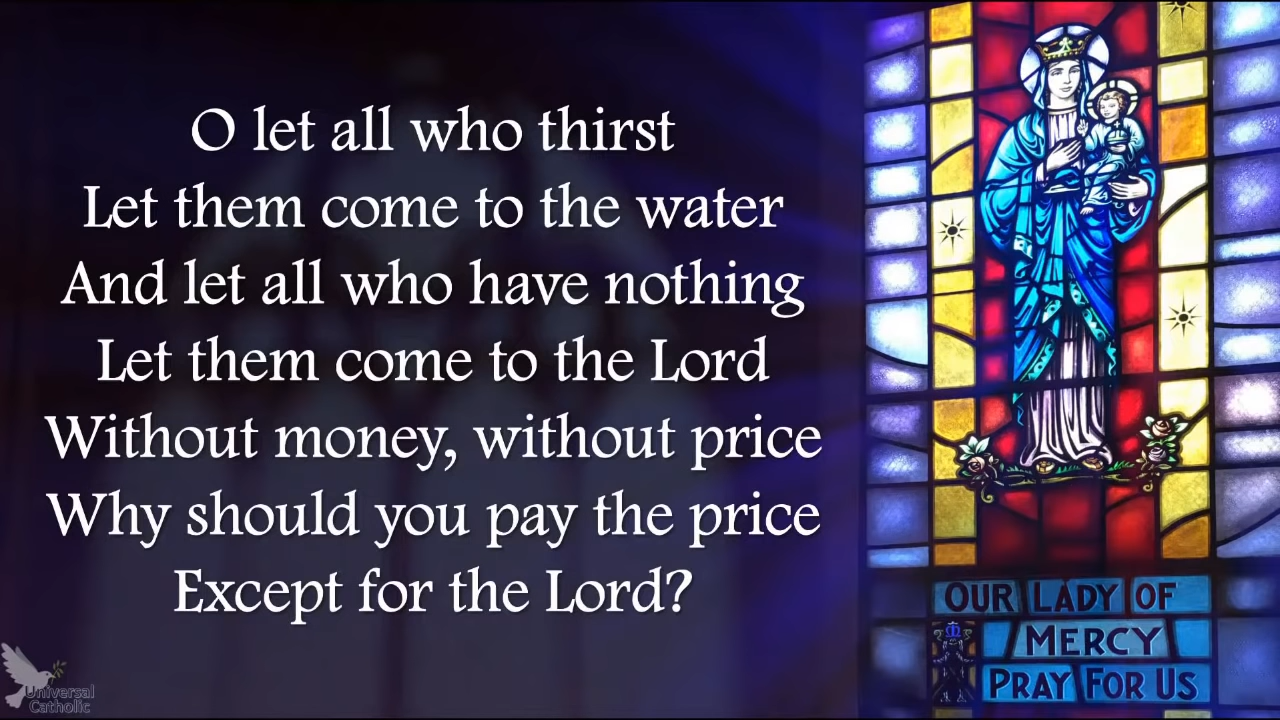 O let all who thirst
Let them come to the water
And let all who have nothing
Let them come to the Lord
Without money, without price
Why should you pay the price
Except for the Lord?
OUR LADY OF
MERCY
PRAY FOR US
Universal
Catholic